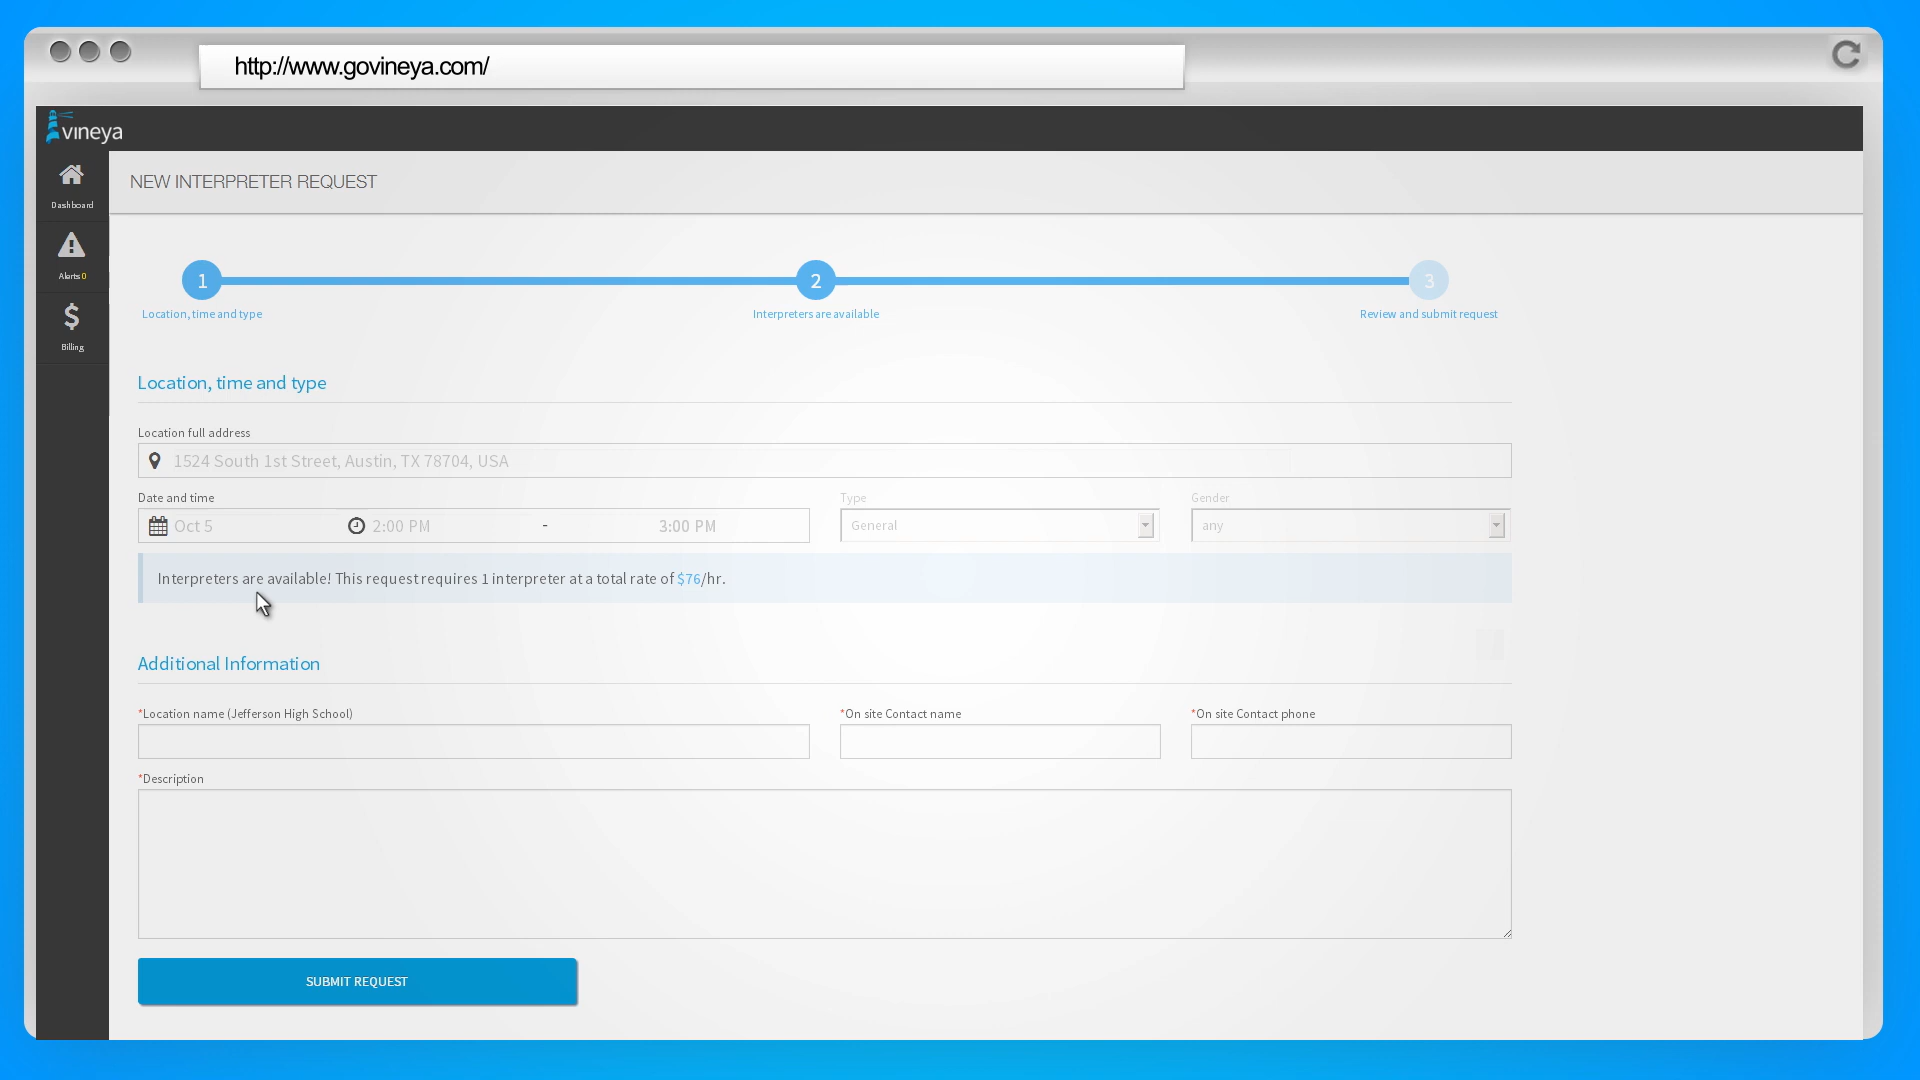 http://www.govineya.com/
vineya
NEW INTERPRETER REQUEST
Dashboard
Alerts 0
Billing
1 2 3
Location, time and type Interpreters are available Review and submit request
Location, time and type
Location full address
1524 South 1st Street, Austin, TX 78704, USA
Date and time Type Gender
Oct 5 2:00 PM - 3:00 PM General any
Interpreters are available! This request requires 1 interpreter at a total rate of $76/hr.
Additional Information
*Location name (Jefferson High School) *On site Contact name *On site Contact phone
*Description
SUBMIT REQUEST